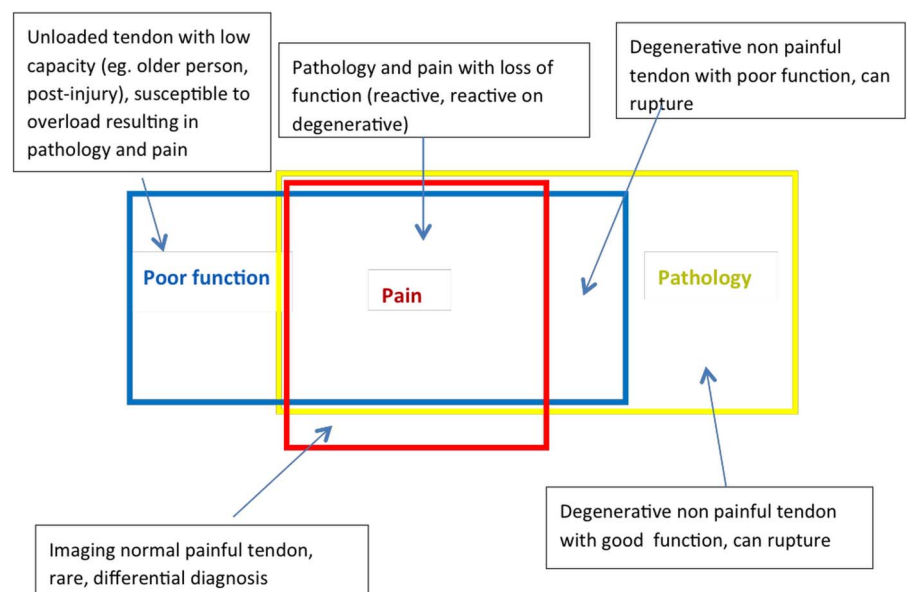 Unloaded tendon with low
capacity (eg. older person,
post-injury), susceptible to
overload resulting in
pathology and pain
Pathology and pain with loss of
function (reactive, reactive on
degenerative)
Degenerative non painful
tendon with poor function, can
rupture
Poor function
Pain
Pathology
Imaging normal painful tendon,
rare, differential diagnosis
Degenerative non painful tendon
with good  function, can rupture